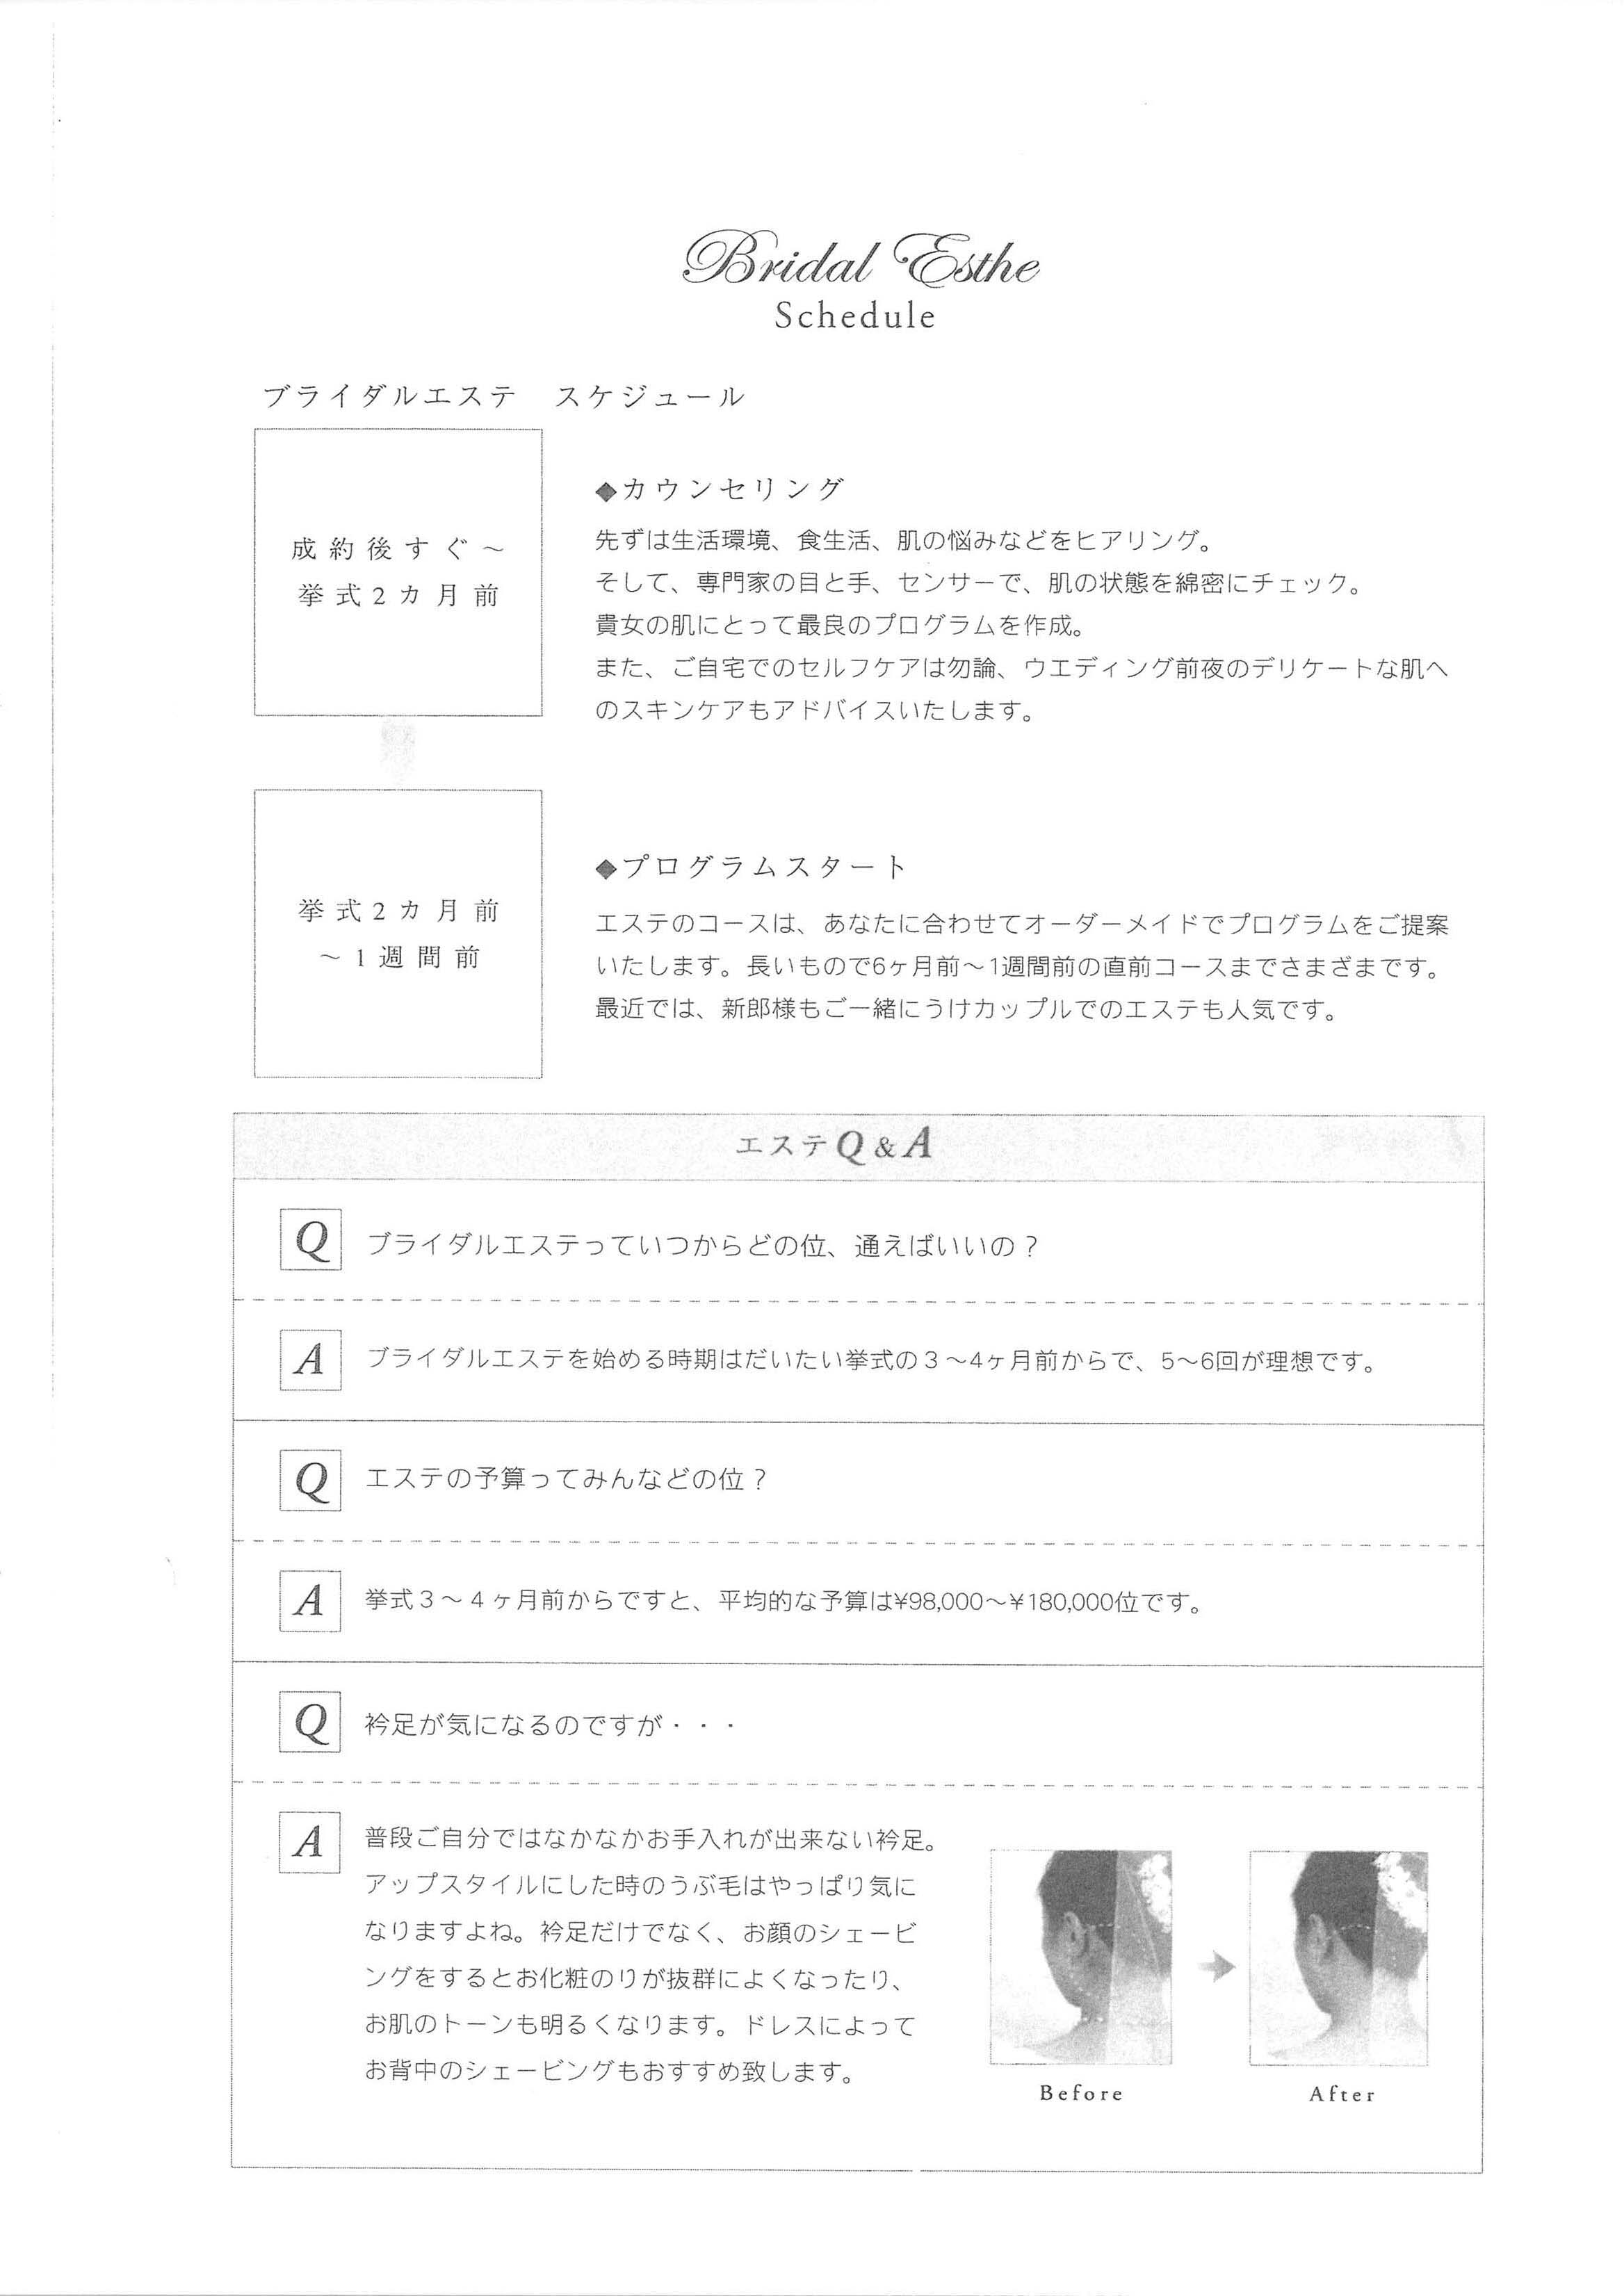 Bridal Esthe
Schedule
ブライダルエステ　スケジュール
成約後すぐ～
挙式2カ月前
◆カウンセリング
先ずは生活環境、食生活、肌の悩みなどをヒアリング。
そして、専門家の目と手、センサーで、肌の状態を綿密にチェック。
貴女の肌にとって最良のプログラムを作成。
また、ご自宅でのセルフケアは勿論、ウエディング前夜のデリケートな肌へ
のスキンケアもアドバイスいたします。
挙式2カ月前
～1週間前
◆プログラムスタート
エステのコースは、あなたに合わせてオーダーメイドでプログラムをご提案
いたします。長いもので6ヶ月前～1週間前の直前コースまでさまざまです。
最近では、新郎様もご一緒にうけカップルでのエステも人気です。
エステQ&A
Q ブライダルエステっていつからどの位、通えばいいの？
A ブライダルエステを始める時期はだいたい挙式の３～4ヶ月前からで、5～6回が理想です。
Q エステの予算ってみんなどの位？
A 挙式３～４ヶ月前からですと、平均的な予算は¥98,000～¥180,000位です。
Q 衿足が気になるのですが・・・
A 普段ご自分ではなかなかお手入れが出来ない衿足。
アップスタイルにした時のうぶ毛はやっぱり気に
なりますよね。衿足だけでなく、お顔のシェービ
ングをするとお化粧のりが抜群によくなったり、
お肌のトーンも明るくなります。ドレスによって
お背中のシェービングもおすすめ致します。
Before
After